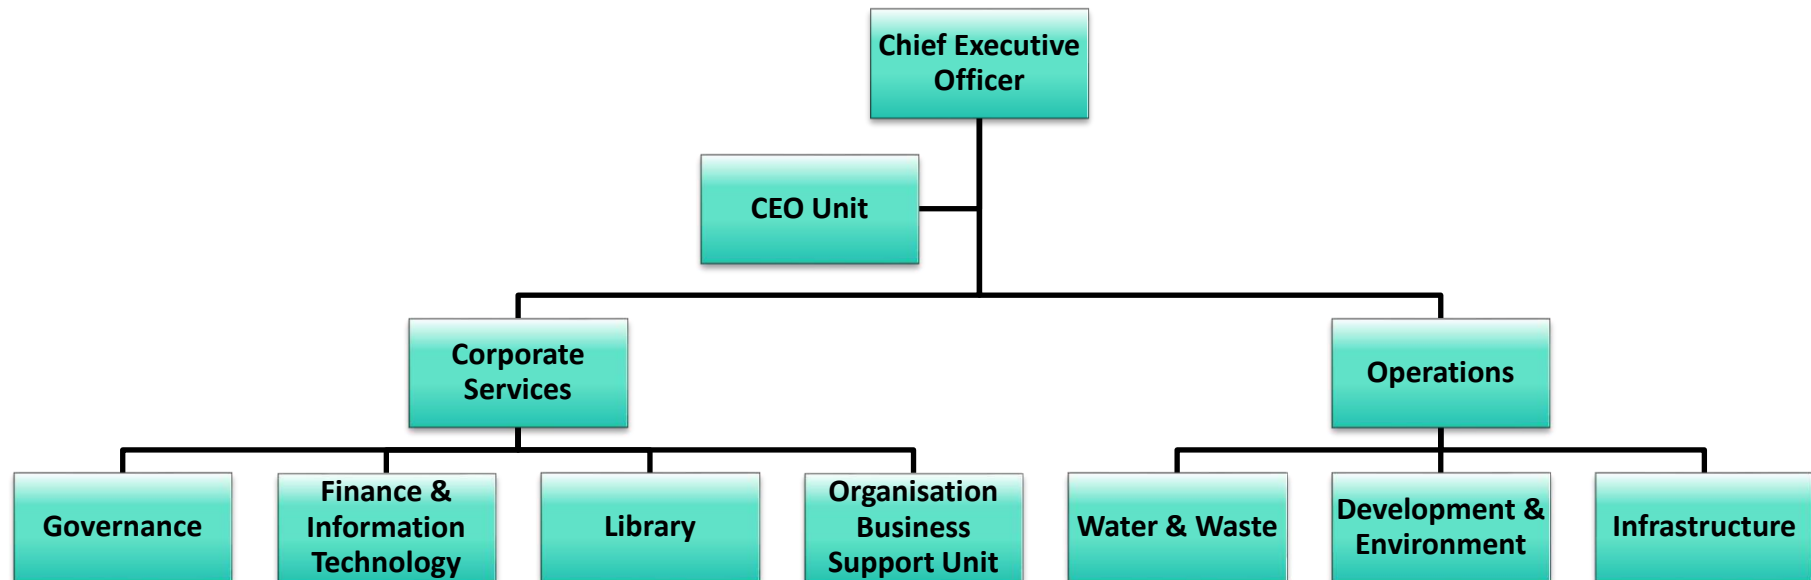 Chief Executive
Officer
CEO Unit
Corporate
Services
Operations
Governance
Finance &
Information
Technology
Library
Organisation
Business
Support Unit
Water & Waste
Development &
Environment
Infrastructure